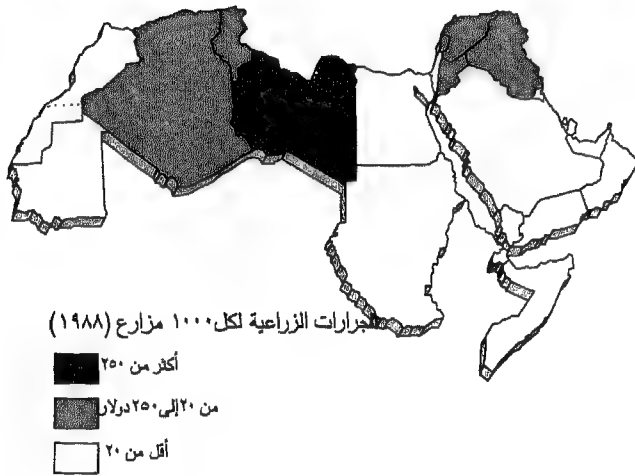 الجرارات الزراعية لكل ١٠٠٠ مزارع (١٩٨٨)
أكثر من ٢٥٠
من ٢٠ إلى ٢٥٠ دولار
أقل من ٢٠